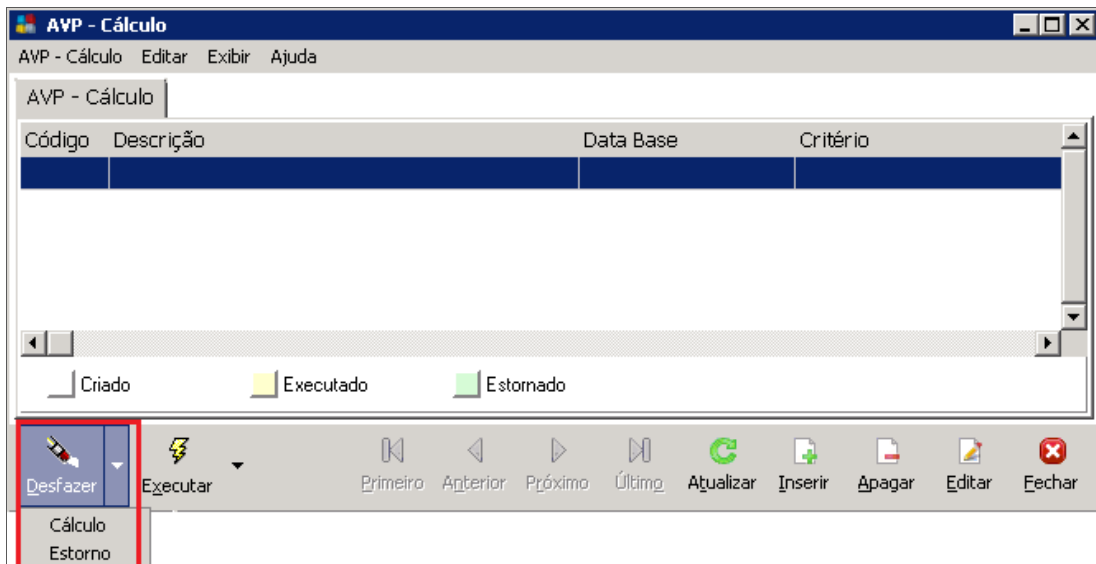 AVP - Cálculo
AVP - Cálculo Editar Exibir Ajuda
AVP - Cálculo
Código Descrição Data Base Critério
Criado Executado Estornado
Desfazer Executar Primeiro Anterior Próximo Último Atualizar Inserir Apagar Editar Fechar
Cálculo
Estorno